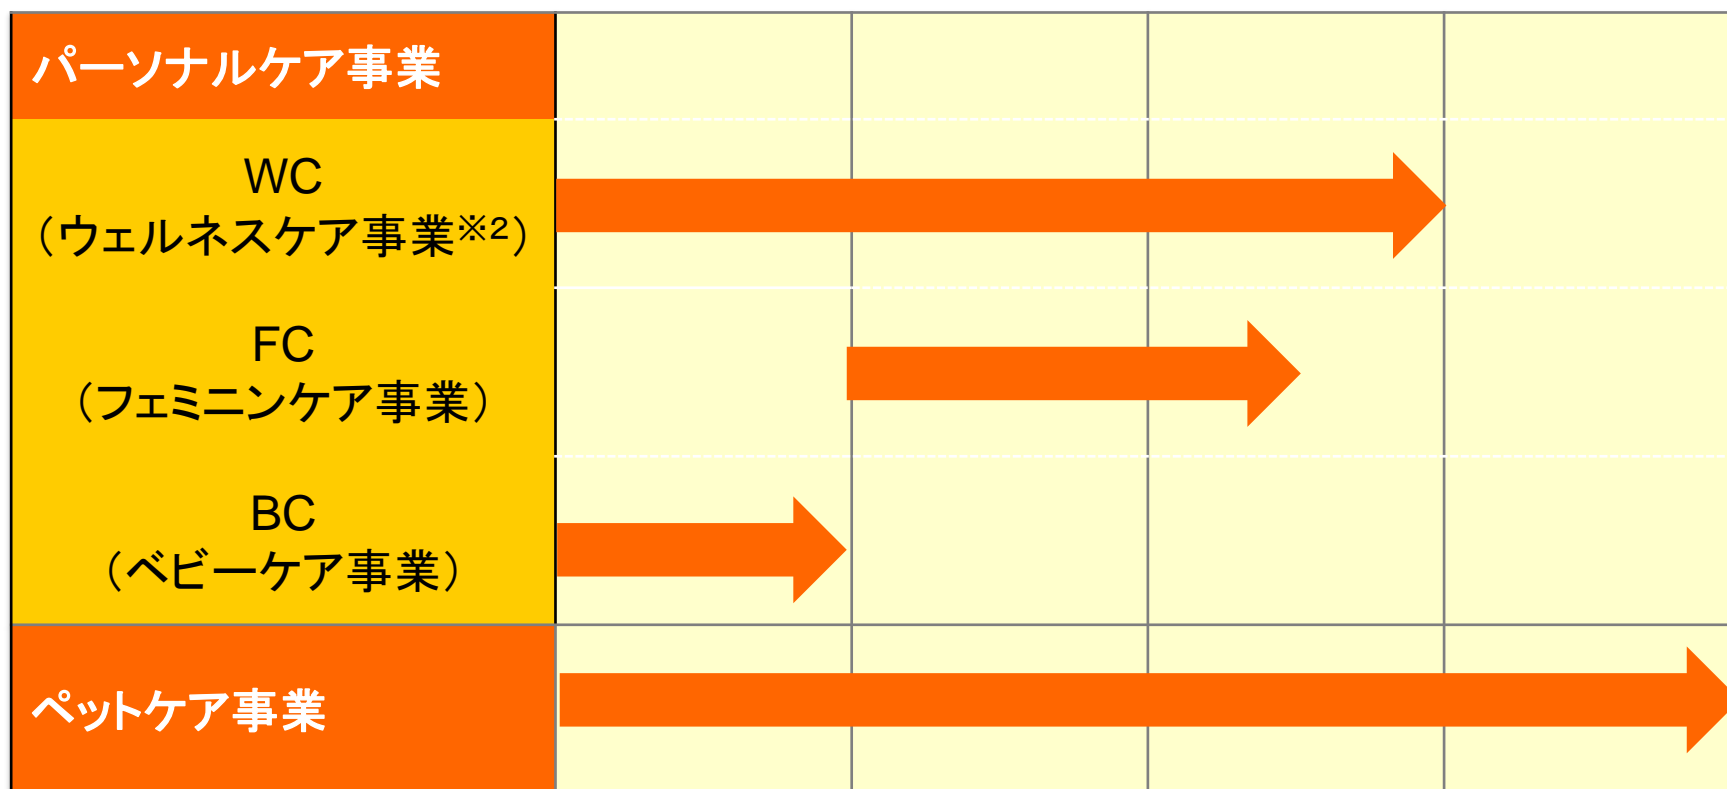 パーソナルケア事業
WC
（ウェルネスケア事業※2）
FC
（フェミニンケア事業）
BC
（ベビーケア事業）
ペットケア事業